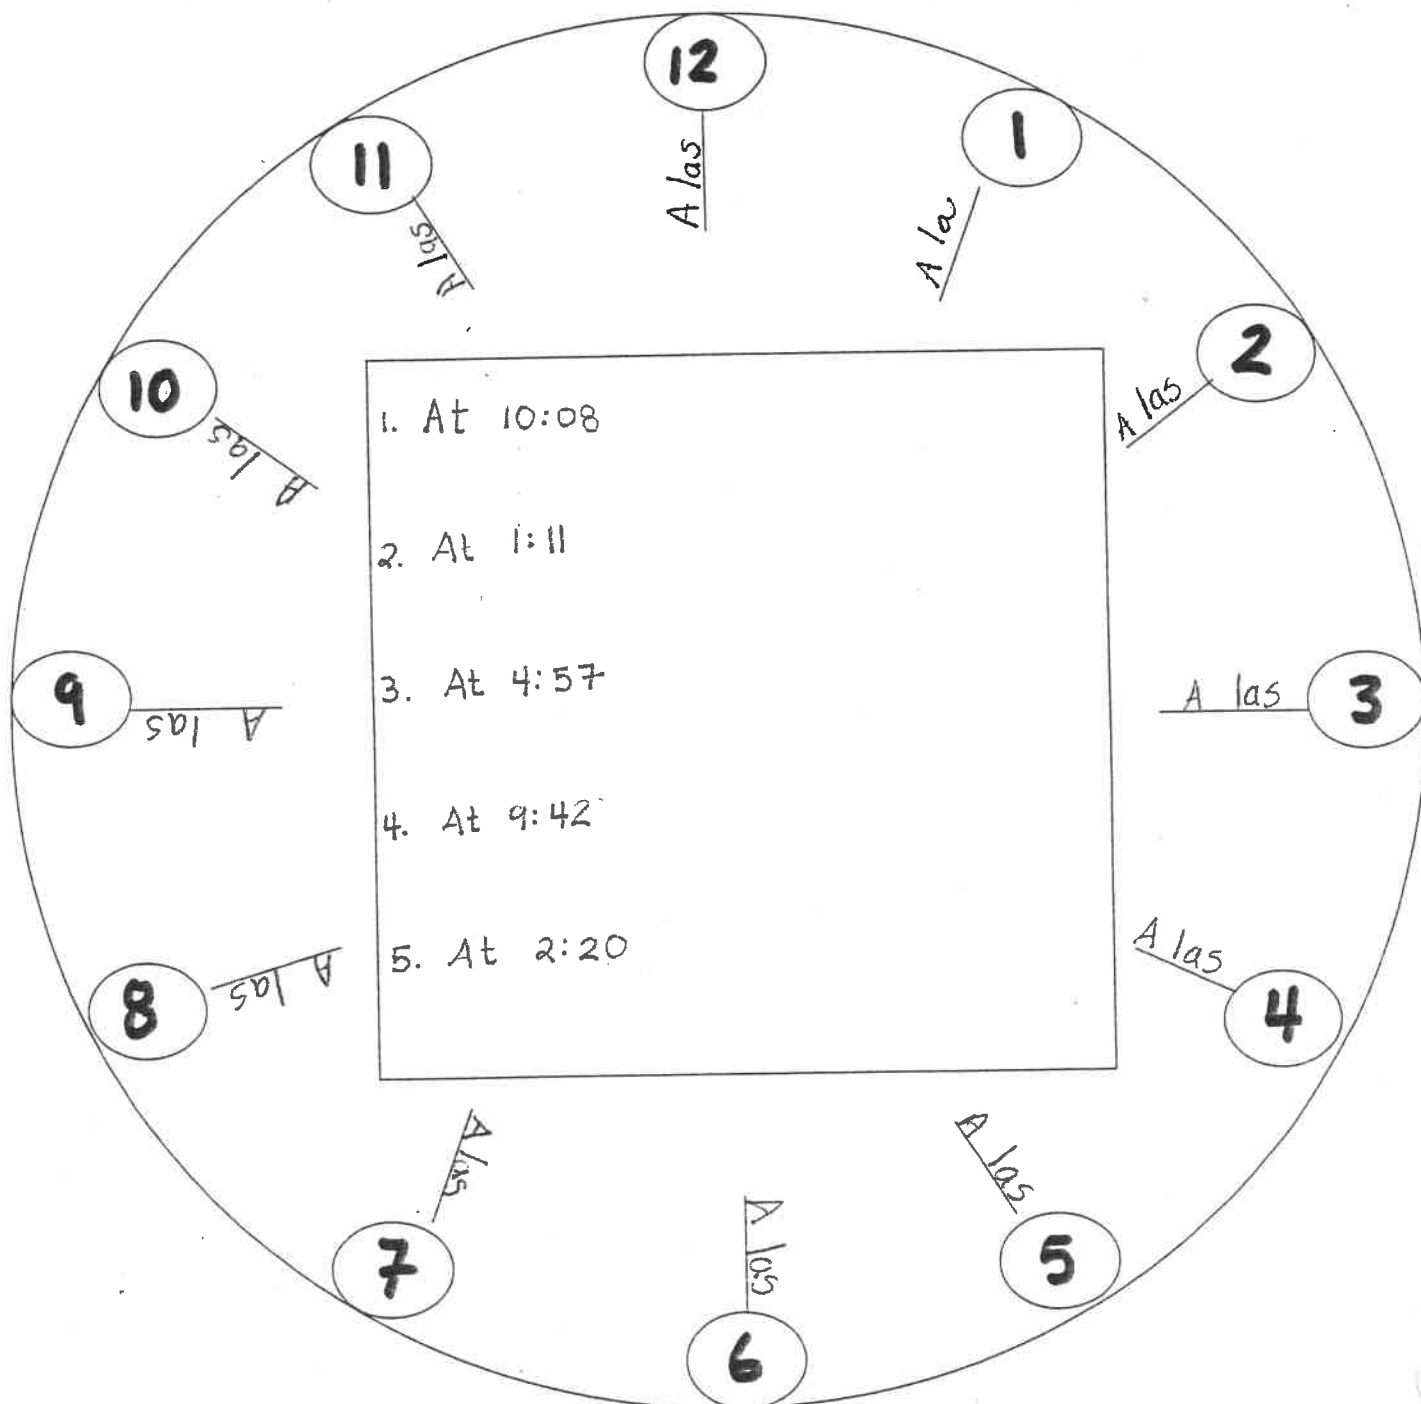 12
A las
1
A la
2
A las
3
A las
4
A las
5
A las
6
A las
7
A las
8
A las
9
A las
10
A las
11
A las
1. At 10:08
2. At 1:11
3. At 4:57
4. At 9:42
5. At 2:20